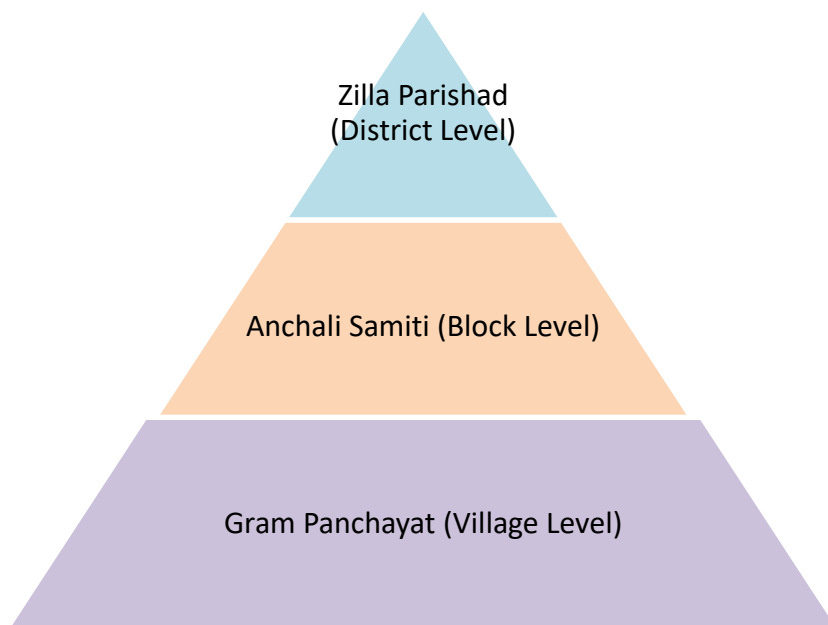 Zilla Parishad
(District Level)
Anchali Samiti (Block Level)
Gram Panchayat (Village Level)